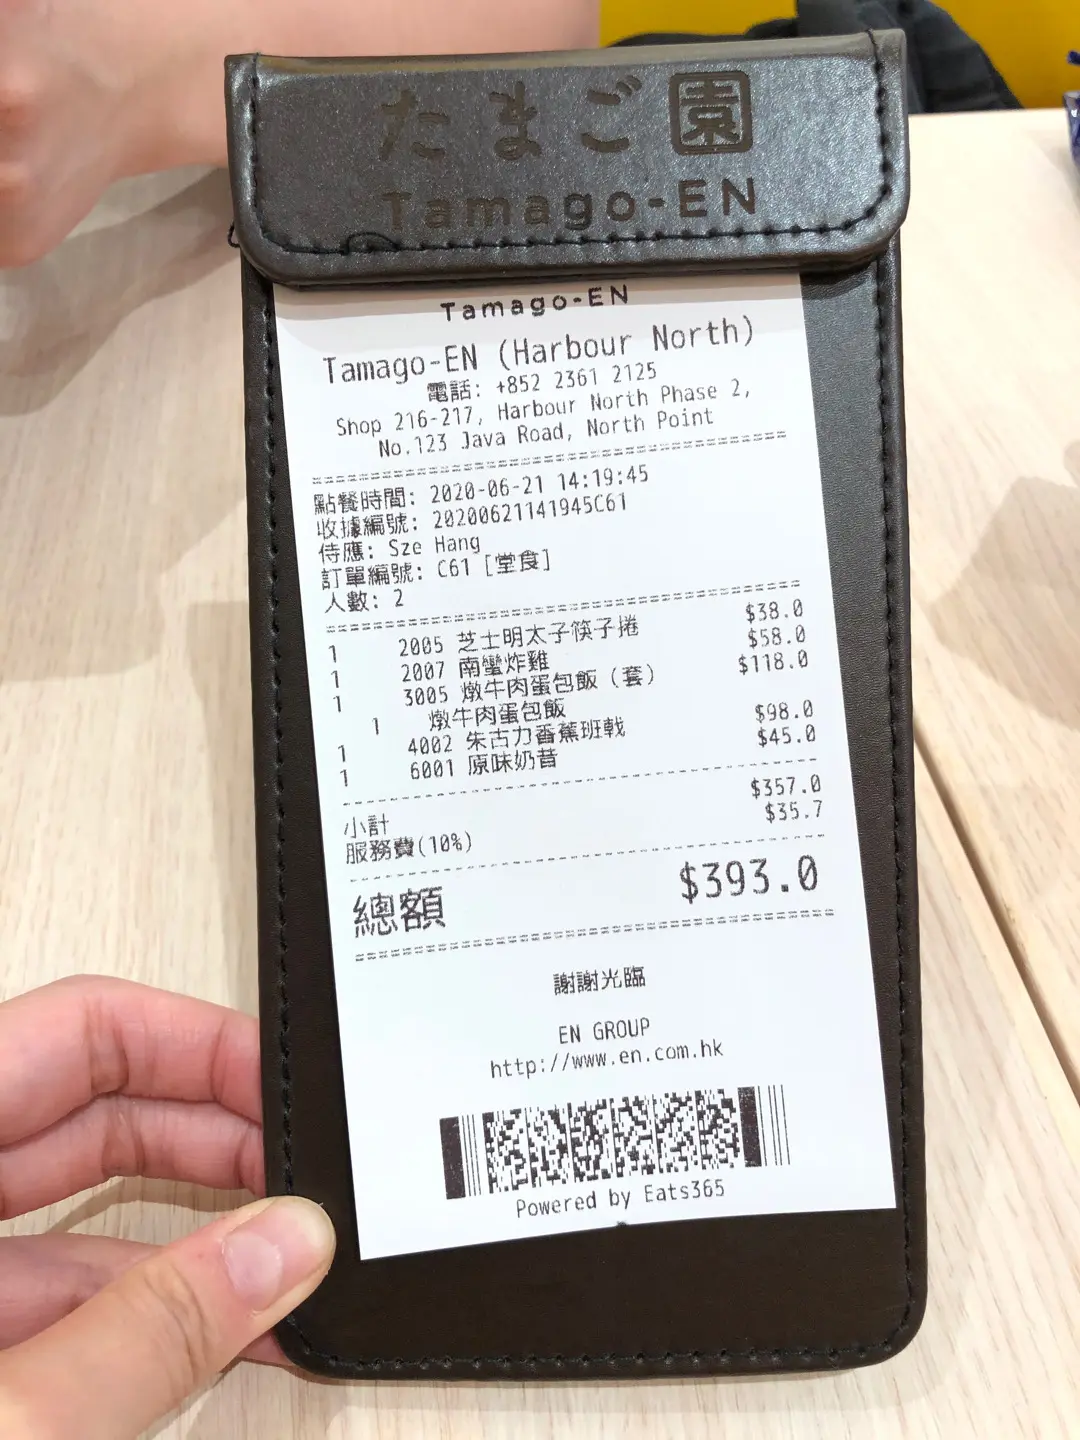 たまご園
Tamago-EN
Tamago-EN
Tamago-EN (Harbour North)
電話: +852 2361 2125
Shop 216-217, Harbour North Phase 2,
No.123 Java Road, North Point
點餐時間: 2020-06-21 14:19:45
收據編號: 20200621141945C61
侍應: Sze Hang
訂單編號: C61 [堂食]
人數: 2
1 2005 芝士明太子筷子捲 $38.0
1 2007 南蠻炸雞 $58.0
1 3005 燉牛肉蛋包飯 (套) $118.0
1 燉牛肉蛋包飯
1 4002 朱古力香蕉班戟 $98.0
1 6001 原味奶昔 $45.0
小計 $357.0
服務費(10%) $35.7
總額 $393.0
謝謝光臨
EN GROUP
http://www.en.com.hk
Powered by Eats365